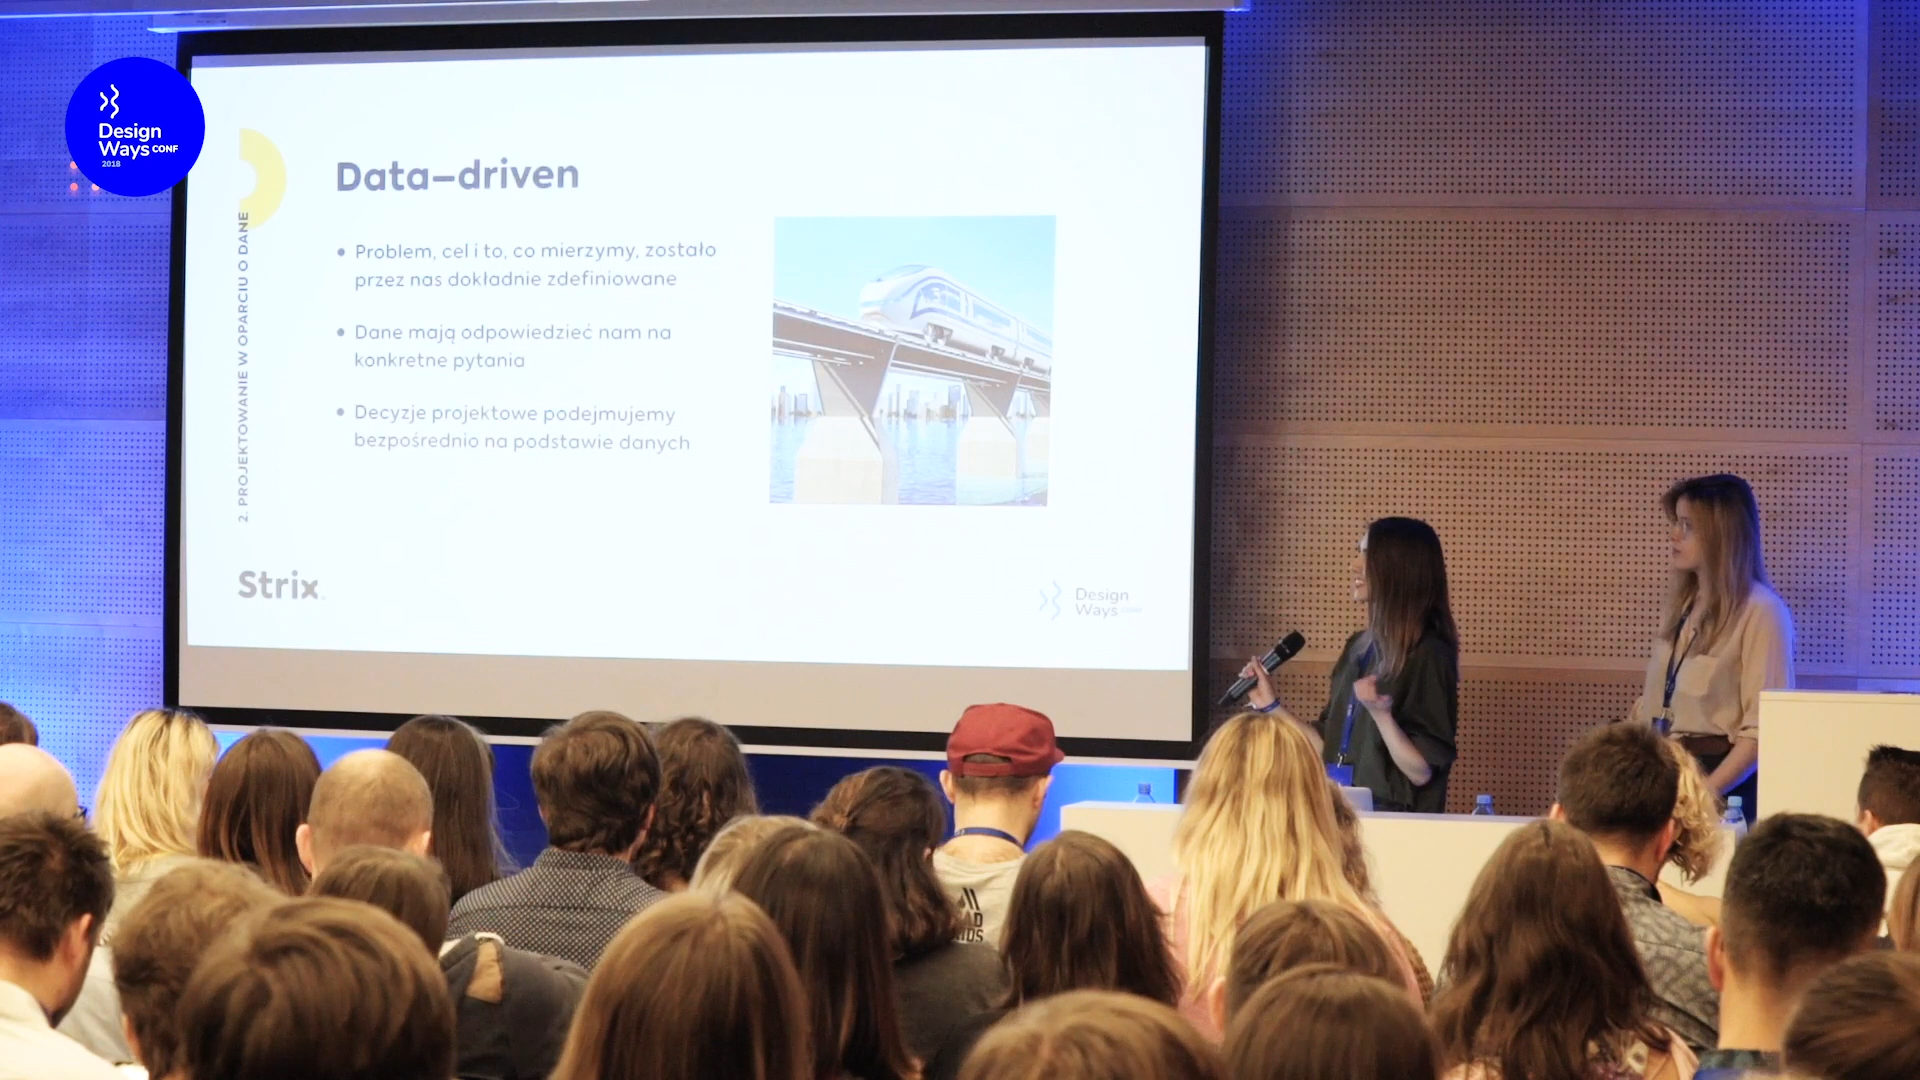 Design
Ways CONF
2018
Data–driven
2. PROJEKTOWANIE W OPARCIU O DANE
• Problem, cel i to, co mierzymy, zostało
przez nas dokładnie zdefiniowane
• Dane mają odpowiedzieć nam na
konkretne pytania
• Decyzje projektowe podejmujemy
bezpośrednio na podstawie danych
Strix
Design
Ways CONF